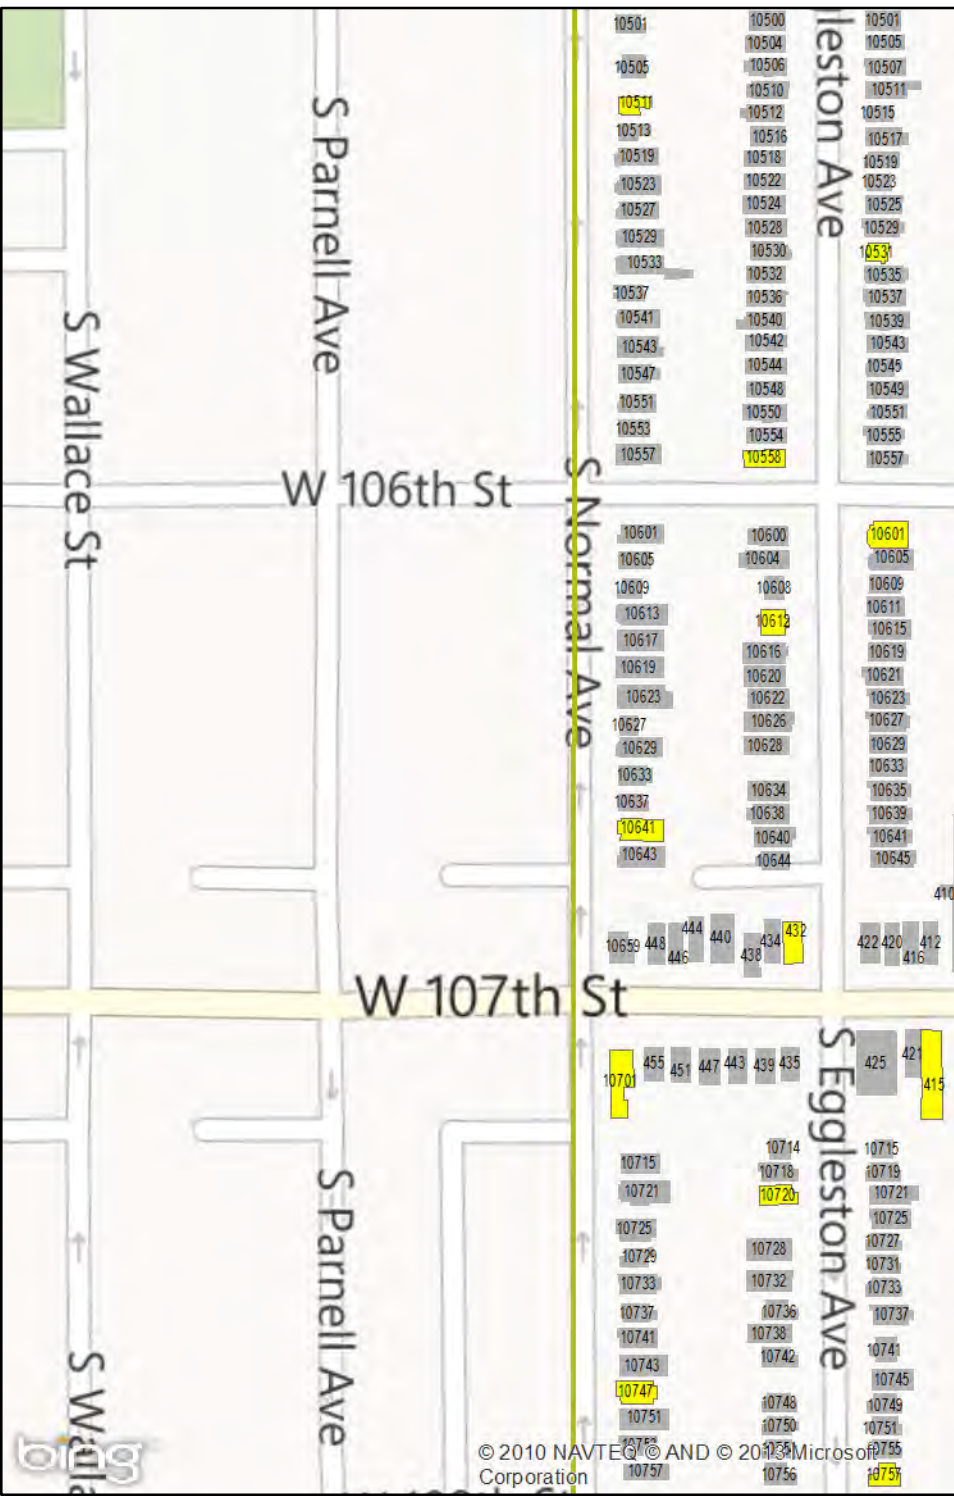 10501 10500 10501
10504 10505
10505 10506 10507
10510 10511
10511 10512 10515
10513 10516 10517
10519 10518 10519
10523 10522 10523
10527 10524 10525
10529 10528 10529
10533 10530 10531
10532 10535
10537 10536 10537
10541 10540 10539
10543 10542 10543
10547 10544 10545
10548 10549
10551 10550 10551
10553 10554 10555
10557 10558 10557
leston Ave
S Parnell Ave
S Wallace St
W 106th St
S Normal Ave
10601 10600 10601
10605 10604 10605
10609 10608 10609
10613 10611
10612 10615
10617 10616 10619
10619 10620 10621
10623 10622 10623
10627 10626 10627
10629 10628 10629
10633 10633
10637 10634 10635
10638 10639
10641 10640 10641
10643 10644 10645
410
10659 448 446 444 440 438 434 432 422 420 416 412
W 107th St
10701 455 451 447 443 439 435 425 421 415
S Eggleston Ave
S Parnell Ave
10714 10715
10715 10718 10719
10721 10720 10721
10725 10725
10729 10728 10727
10731
10733 10732 10733
10737 10736 10737
10741 10738 10741
10743 10742 10745
10747 10748 10749
10751 10750 10751
10755
10757 10756 10757
S Walla
bing
© 2010 NAVTEQ © AND © 2013 Microsoft
Corporation